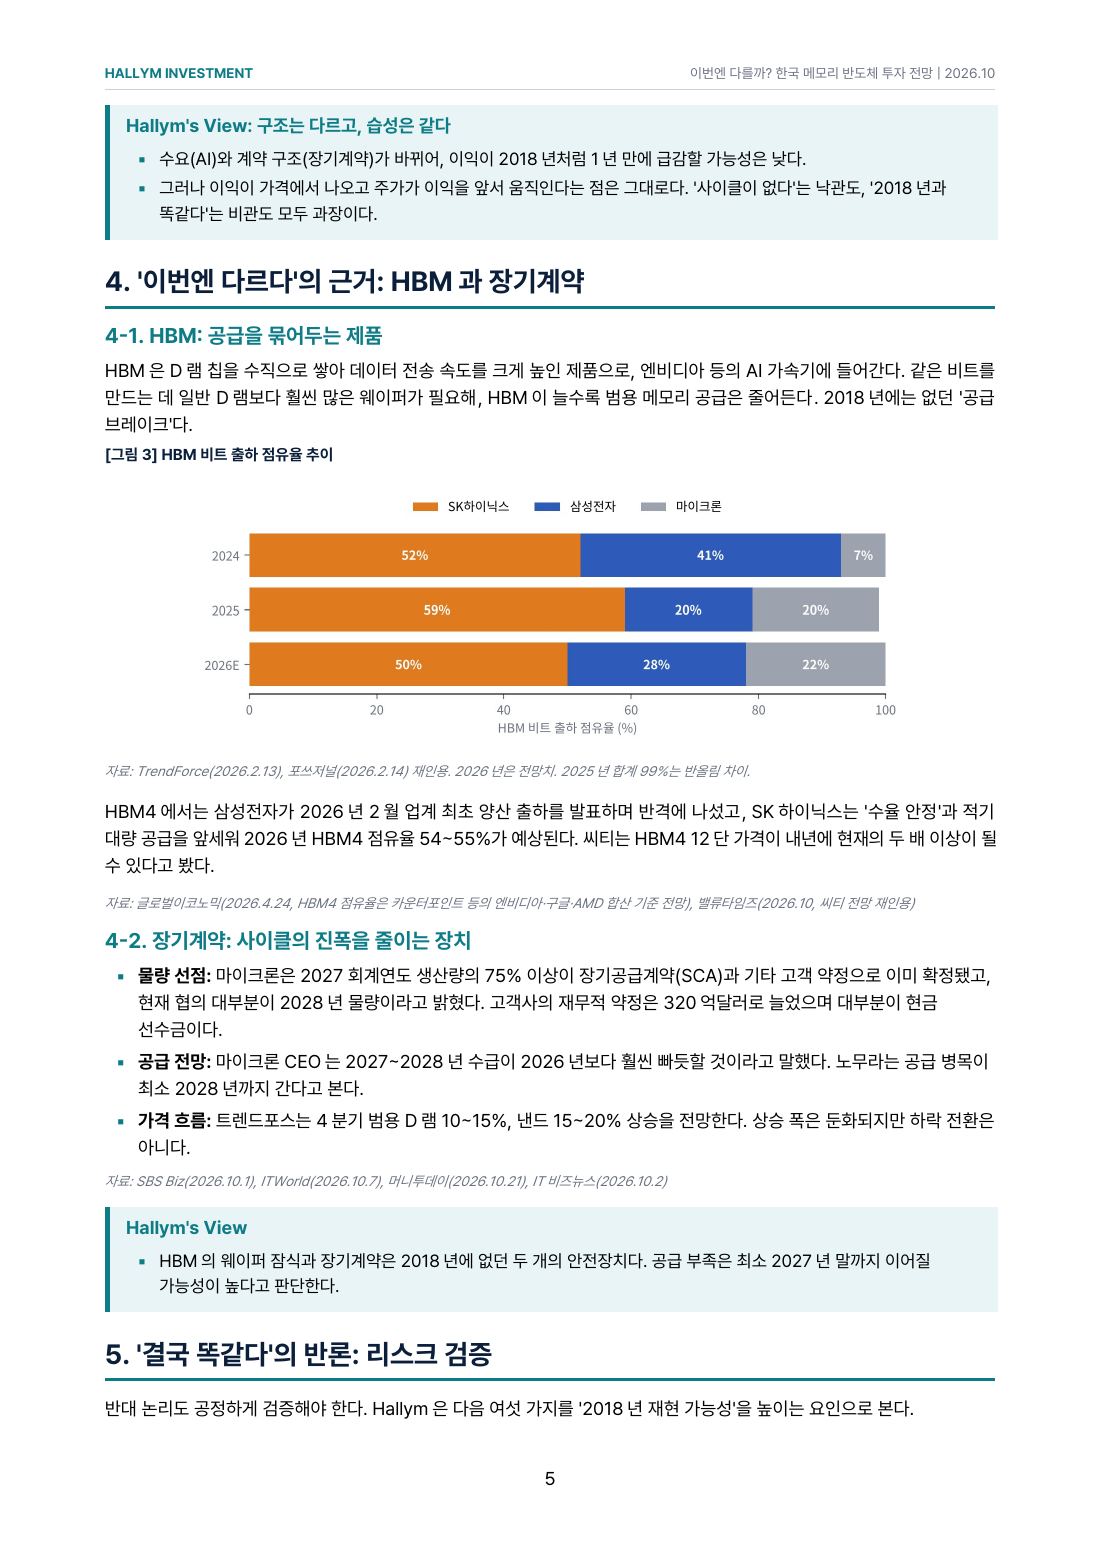 HALLYM INVESTMENT
이번엔 다를까? 한국 메모리 반도체 투자 전망 | 2026.10
Hallym's View: 구조는 다르고, 습성은 같다
▪ 수요(AI)와 계약 구조(장기계약)가 바뀌어, 이익이 2018 년처럼 1 년 만에 급감할 가능성은 낮다.
▪ 그러나 이익이 가격에서 나오고 주가가 이익을 앞서 움직인다는 점은 그대로다. '사이클이 없다'는 낙관도, '2018 년과
똑같다'는 비관도 모두 과장이다.
4. '이번엔 다르다'의 근거: HBM 과 장기계약
4-1. HBM: 공급을 묶어두는 제품
HBM 은 D 램 칩을 수직으로 쌓아 데이터 전송 속도를 크게 높인 제품으로, 엔비디아 등의 AI 가속기에 들어간다. 같은 비트를
만드는 데 일반 D 램보다 훨씬 많은 웨이퍼가 필요해, HBM 이 늘수록 범용 메모리 공급은 줄어든다. 2018 년에는 없던 '공급
브레이크'다.
[그림 3] HBM 비트 출하 점유율 추이
SK하이닉스 삼성전자 마이크론
2024 52% 41% 7%
2025 59% 20% 20%
2026E 50% 28% 22%
0 20 40 60 80 100
HBM 비트 출하 점유율 (%)
자료: TrendForce(2026.2.13), 포쓰저널(2026.2.14) 재인용. 2026 년은 전망치. 2025 년 합계 99%는 반올림 차이.
HBM4 에서는 삼성전자가 2026 년 2 월 업계 최초 양산 출하를 발표하며 반격에 나섰고, SK 하이닉스는 '수율 안정'과 적기
대량 공급을 앞세워 2026 년 HBM4 점유율 54~55%가 예상된다. 씨티는 HBM4 12 단 가격이 내년에 현재의 두 배 이상이 될
수 있다고 봤다.
자료: 글로벌이코노믹(2026.4.24, HBM4 점유율은 카운터포인트 등의 엔비디아·구글·AMD 합산 기준 전망), 밸류타임즈(2026.10, 씨티 전망 재인용)
4-2. 장기계약: 사이클의 진폭을 줄이는 장치
▪ 물량 선점: 마이크론은 2027 회계연도 생산량의 75% 이상이 장기공급계약(SCA)과 기타 고객 약정으로 이미 확정됐고,
현재 협의 대부분이 2028 년 물량이라고 밝혔다. 고객사의 재무적 약정은 320 억달러로 늘었으며 대부분이 현금
선수금이다.
▪ 공급 전망: 마이크론 CEO 는 2027~2028 년 수급이 2026 년보다 훨씬 빠듯할 것이라고 말했다. 노무라는 공급 병목이
최소 2028 년까지 간다고 본다.
▪ 가격 흐름: 트렌드포스는 4 분기 범용 D 램 10~15%, 낸드 15~20% 상승을 전망한다. 상승 폭은 둔화되지만 하락 전환은
아니다.
자료: SBS Biz(2026.10.1), ITWorld(2026.10.7), 머니투데이(2026.10.21), IT 비즈뉴스(2026.10.2)
Hallym's View
▪ HBM 의 웨이퍼 잠식과 장기계약은 2018 년에 없던 두 개의 안전장치다. 공급 부족은 최소 2027 년 말까지 이어질
가능성이 높다고 판단한다.
5. '결국 똑같다'의 반론: 리스크 검증
반대 논리도 공정하게 검증해야 한다. Hallym 은 다음 여섯 가지를 '2018 년 재현 가능성'을 높이는 요인으로 본다.
5